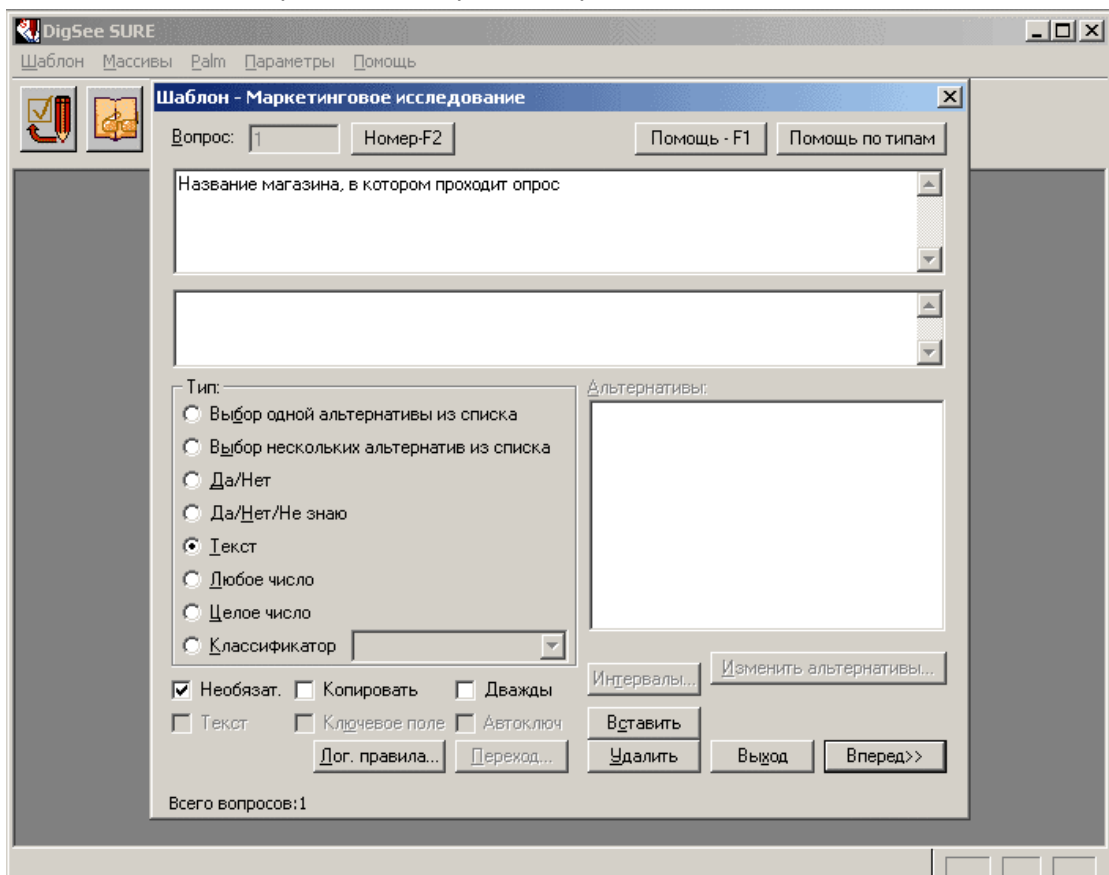 DigSee SURE
Шаблон Массивы Palm Параметры Помощь
Шаблон - Маркетинговое исследование
Вопрос: 1 Номер-F2 Помощь - F1 Помощь по типам
Название магазина, в котором проходит опрос
Тип: Альтернативы:
Выбор одной альтернативы из списка
Выбор нескольких альтернатив из списка
Да/Нет
Да/Нет/Не знаю
Текст
Любое число
Целое число
Классификатор
Интервалы... Изменить альтернативы...
Необязат. Копировать Дважды
Текст Ключевое поле Автоключ Вставить
Лог. правила... Переход... Удалить Выход Вперед>>
Всего вопросов:1